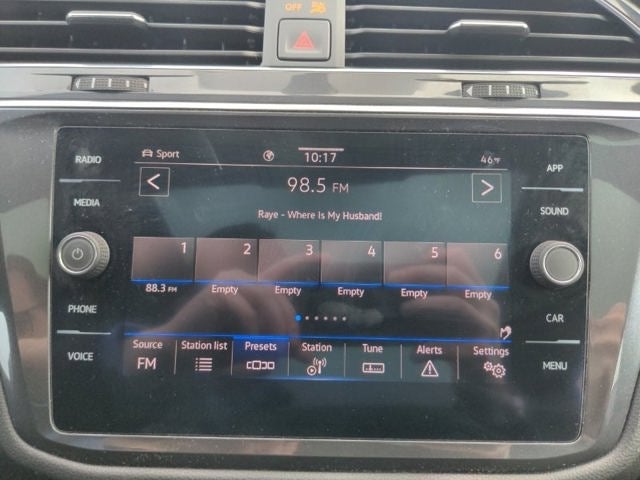 OFF
RADIO
MEDIA
PHONE
VOICE
Sport
10:17
46°F
98.5 FM
Raye - Where Is My Husband!
1 2 3 4 5 6
88.3 FM Empty Empty Empty Empty Empty
Source Station list Presets Station Tune Alerts Settings
FM
APP
SOUND
CAR
MENU